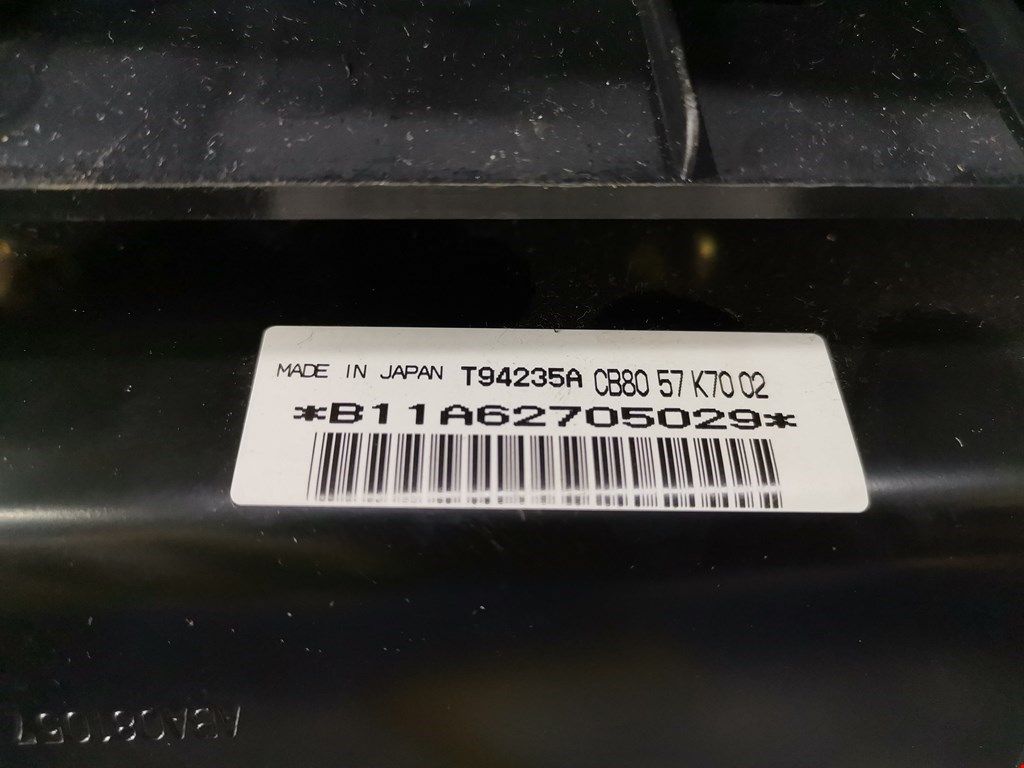 MADE IN JAPAN T94235A CB80 57 K70 02
*B11A62705029*